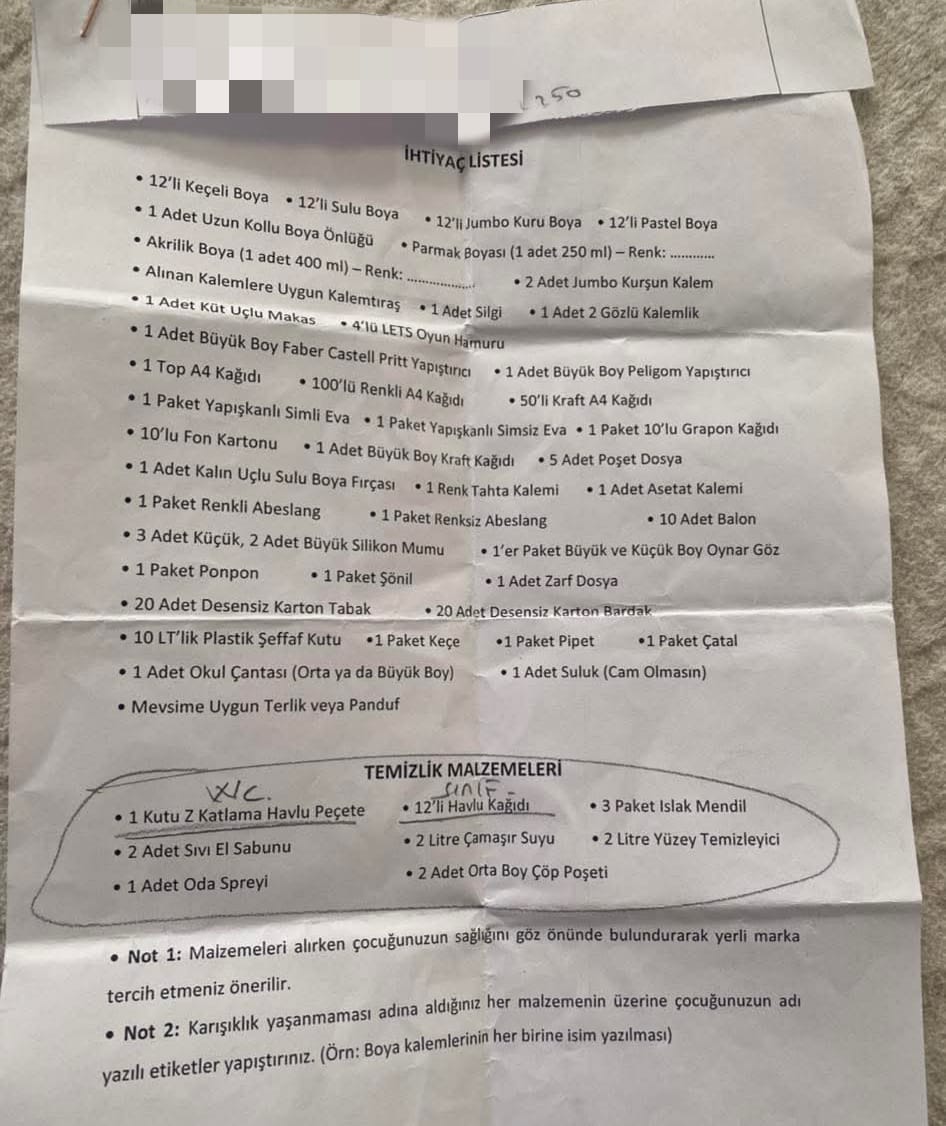 250
İHTİYAÇ LİSTESİ
• 12'li Keçeli Boya • 12'li Sulu Boya • 12'li Jumbo Kuru Boya • 12'li Pastel Boya
• 1 Adet Uzun Kollu Boya Önlüğü • Parmak Boyası (1 adet 250 ml) – Renk: ............
• Akrilik Boya (1 adet 400 ml) – Renk: .................. • 2 Adet Jumbo Kurşun Kalem
• Alınan Kalemlere Uygun Kalemtıraş • 1 Adet Silgi • 1 Adet 2 Gözlü Kalemlik
• 1 Adet Küt Uçlu Makas • 4'lü LETS Oyun Hamuru
• 1 Adet Büyük Boy Faber Castell Pritt Yapıştırıcı • 1 Adet Büyük Boy Peligom Yapıştırıcı
• 1 Top A4 Kağıdı • 100'lü Renkli A4 Kağıdı • 50'li Kraft A4 Kağıdı
• 1 Paket Yapışkanlı Simli Eva • 1 Paket Yapışkanlı Simsiz Eva • 1 Paket 10'lu Grapon Kağıdı
• 10'lu Fon Kartonu • 1 Adet Büyük Boy Kraft Kağıdı • 5 Adet Poşet Dosya
• 1 Adet Kalın Uçlu Sulu Boya Fırçası • 1 Renk Tahta Kalemi • 1 Adet Asetat Kalemi
• 1 Paket Renkli Abeslang • 1 Paket Renksiz Abeslang • 10 Adet Balon
• 3 Adet Küçük, 2 Adet Büyük Silikon Mumu • 1'er Paket Büyük ve Küçük Boy Oynar Göz
• 1 Paket Ponpon • 1 Paket Şönil • 1 Adet Zarf Dosya
• 20 Adet Desensiz Karton Tabak • 20 Adet Desensiz Karton Bardak
• 10 LT'lik Plastik Şeffaf Kutu •1 Paket Keçe •1 Paket Pipet •1 Paket Çatal
• 1 Adet Okul Çantası (Orta ya da Büyük Boy) • 1 Adet Suluk (Cam Olmasın)
• Mevsime Uygun Terlik veya Panduf
TEMİZLİK MALZEMELERİ
WC. SINIF
• 1 Kutu Z Katlama Havlu Peçete • 12'li Havlu Kağıdı • 3 Paket Islak Mendil
• 2 Adet Sıvı El Sabunu • 2 Litre Çamaşır Suyu • 2 Litre Yüzey Temizleyici
• 1 Adet Oda Spreyi • 2 Adet Orta Boy Çöp Poşeti
• Not 1: Malzemeleri alırken çocuğunuzun sağlığını göz önünde bulundurarak yerli marka
tercih etmeniz önerilir.
• Not 2: Karışıklık yaşanmaması adına aldığınız her malzemenin üzerine çocuğunuzun adı
yazılı etiketler yapıştırınız. (Örn: Boya kalemlerinin her birine isim yazılması)